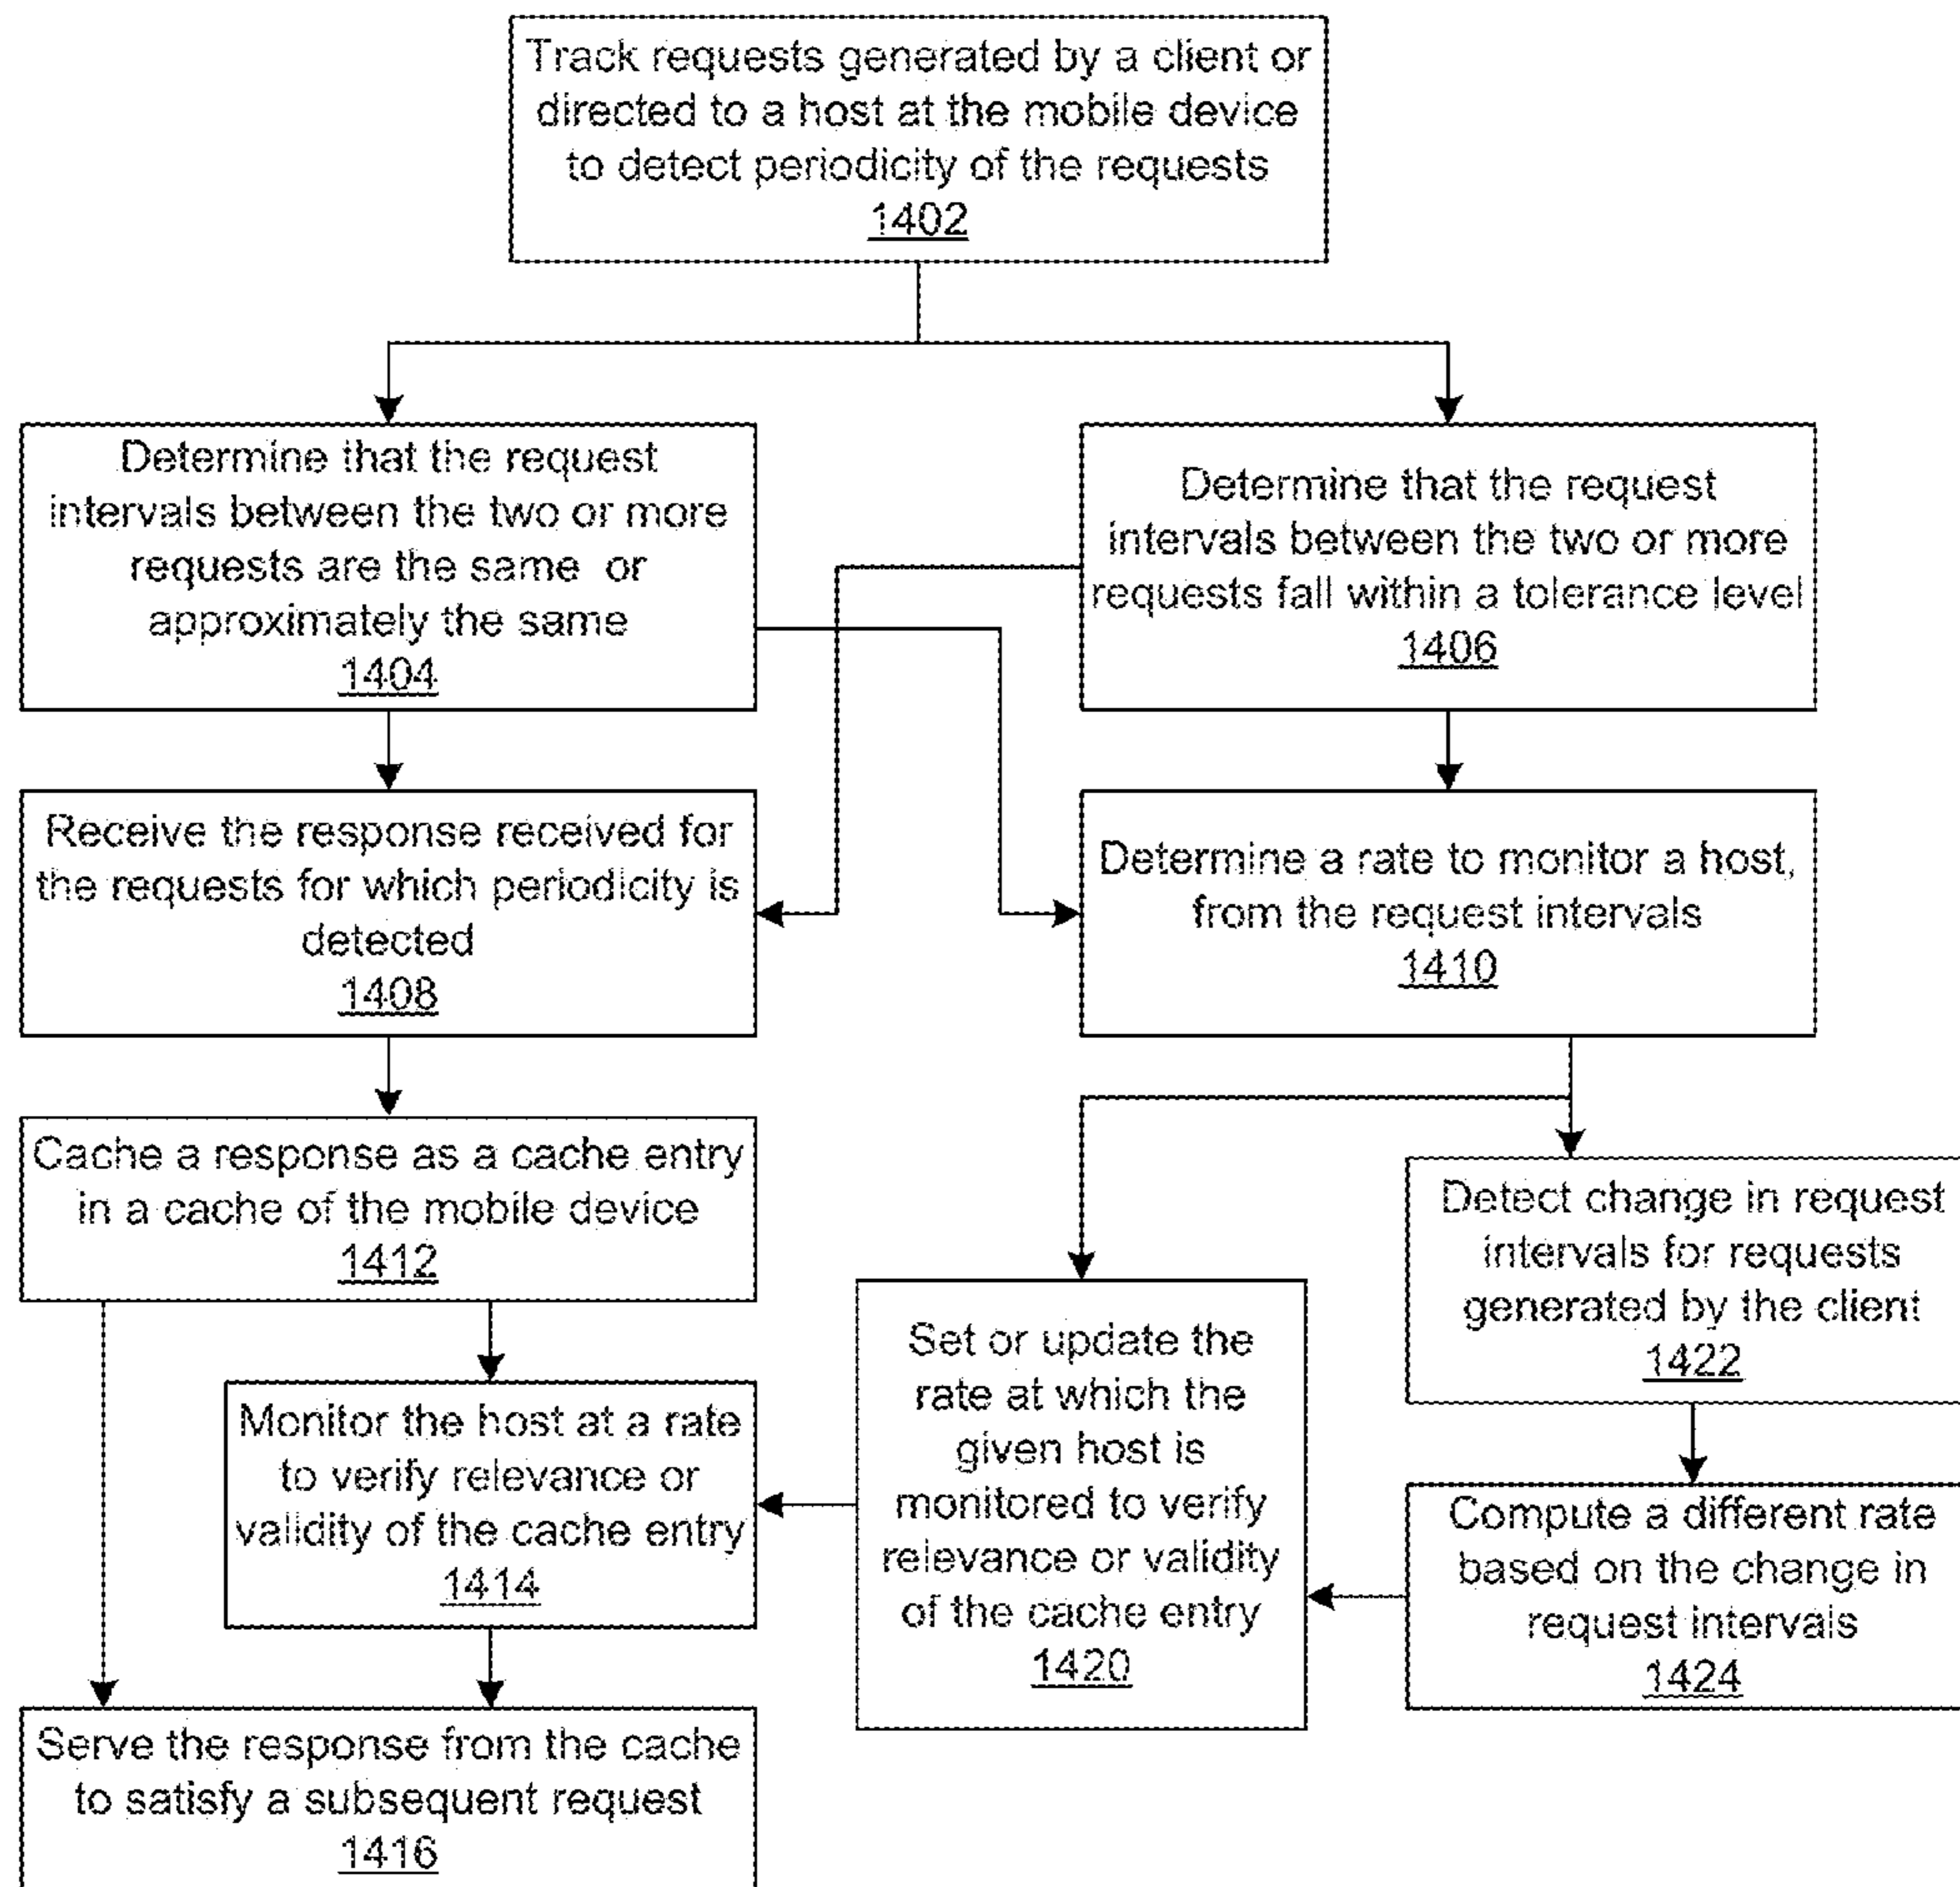 Track requests generated by a client or
directed to a host at the mobile device
to detect periodicity of the requests
1402
Determine that the request
intervals between the two or more
requests are the same or
approximately the same
1404
Determine that the request
intervals between the two or more
requests fall within a tolerance level
1406
Receive the response received for
the requests for which periodicity is
detected
1408
Determine a rate to monitor a host,
from the request intervals
1410
Cache a response as a cache entry
in a cache of the mobile device
1412
Detect change in request
intervals for requests
generated by the client
1422
Set or update the
rate at which the
given host is
monitored to verify
relevance or validity
of the cache entry
1420
Monitor the host at a rate
to verify relevance or
validity of the cache entry
1414
Compute a different rate
based on the change in
request intervals
1424
Serve the response from the cache
to satisfy a subsequent request
1416